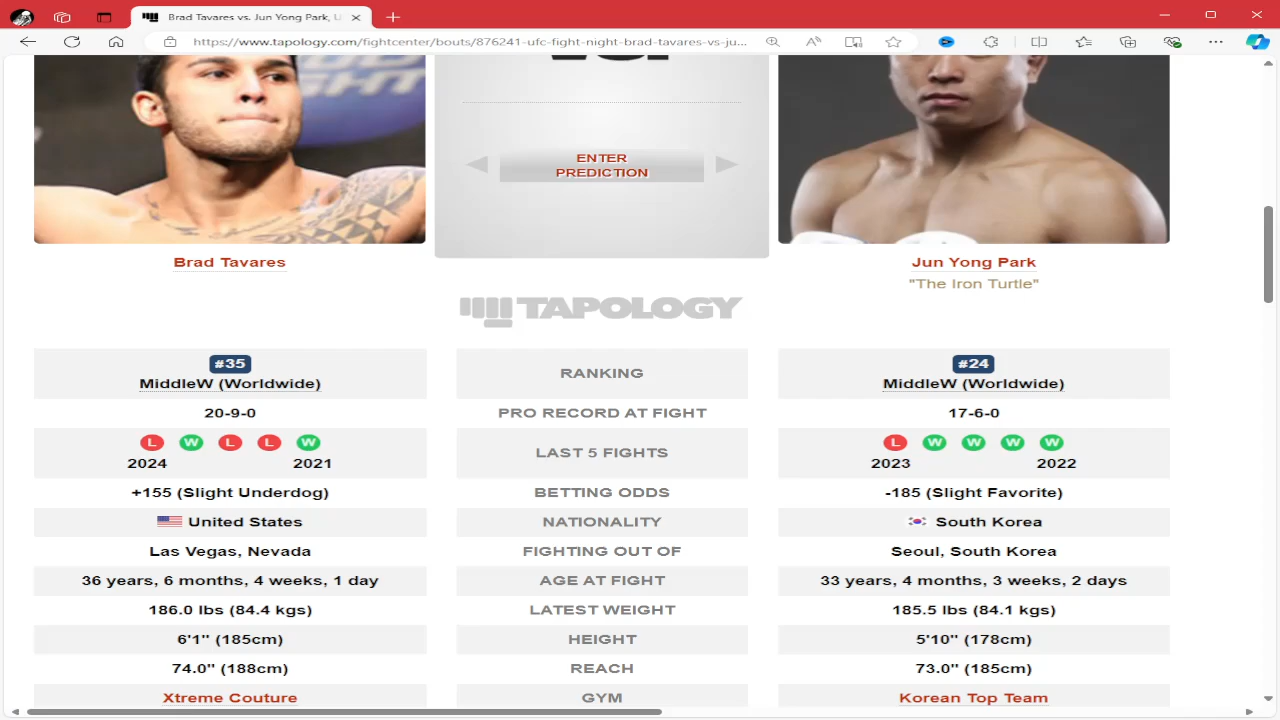 Brad Tavares vs. Jun Yong Park, U
https://www.tapology.com/fightcenter/bouts/876241-ufc-fight-night-brad-tavares-vs-ju...
ENTER
PREDICTION
Brad Tavares
Jun Yong Park
"The Iron Turtle"
TAPOLOGY
#35
MiddleW (Worldwide)
RANKING
#24
MiddleW (Worldwide)
20-9-0
PRO RECORD AT FIGHT
17-6-0
L W L L W
2024 2021
LAST 5 FIGHTS
L W W W W
2023 2022
+155 (Slight Underdog)
BETTING ODDS
-185 (Slight Favorite)
United States
NATIONALITY
South Korea
Las Vegas, Nevada
FIGHTING OUT OF
Seoul, South Korea
36 years, 6 months, 4 weeks, 1 day
AGE AT FIGHT
33 years, 4 months, 3 weeks, 2 days
186.0 lbs (84.4 kgs)
LATEST WEIGHT
185.5 lbs (84.1 kgs)
6'1" (185cm)
HEIGHT
5'10" (178cm)
74.0" (188cm)
REACH
73.0" (185cm)
Xtreme Couture
GYM
Korean Top Team